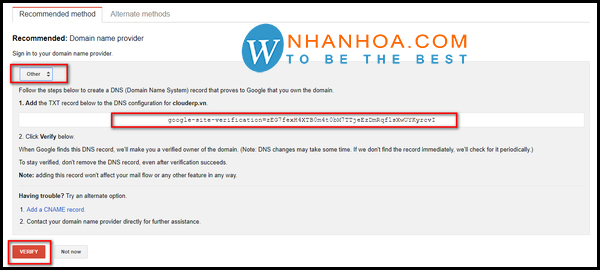 Recommended method
Alternate methods
Recommended: Domain name provider
Sign in to your domain name provider.
W
NHANHOA.COM
TO BE THE BEST
Other
Follow the steps below to create a DNS (Domain Name System) record that proves to Google that you own the domain.
1. Add the TXT record below to the DNS configuration for clouderp.vn.
2. Click Verify below.
When Google finds this DNS record, we'll make you a verified owner of the domain. (Note: DNS changes may take some time. If we don't find the record immediately, we'll check for it periodically.)
To stay verified, don't remove the DNS record, even after verification succeeds.
Note: adding this record won't affect your mail flow or any other feature in any way.
Having trouble? Try an alternate option.
1. Add a CNAME record.
2. Contact your domain name provider directly for further assistance.
VERIFY
Not now